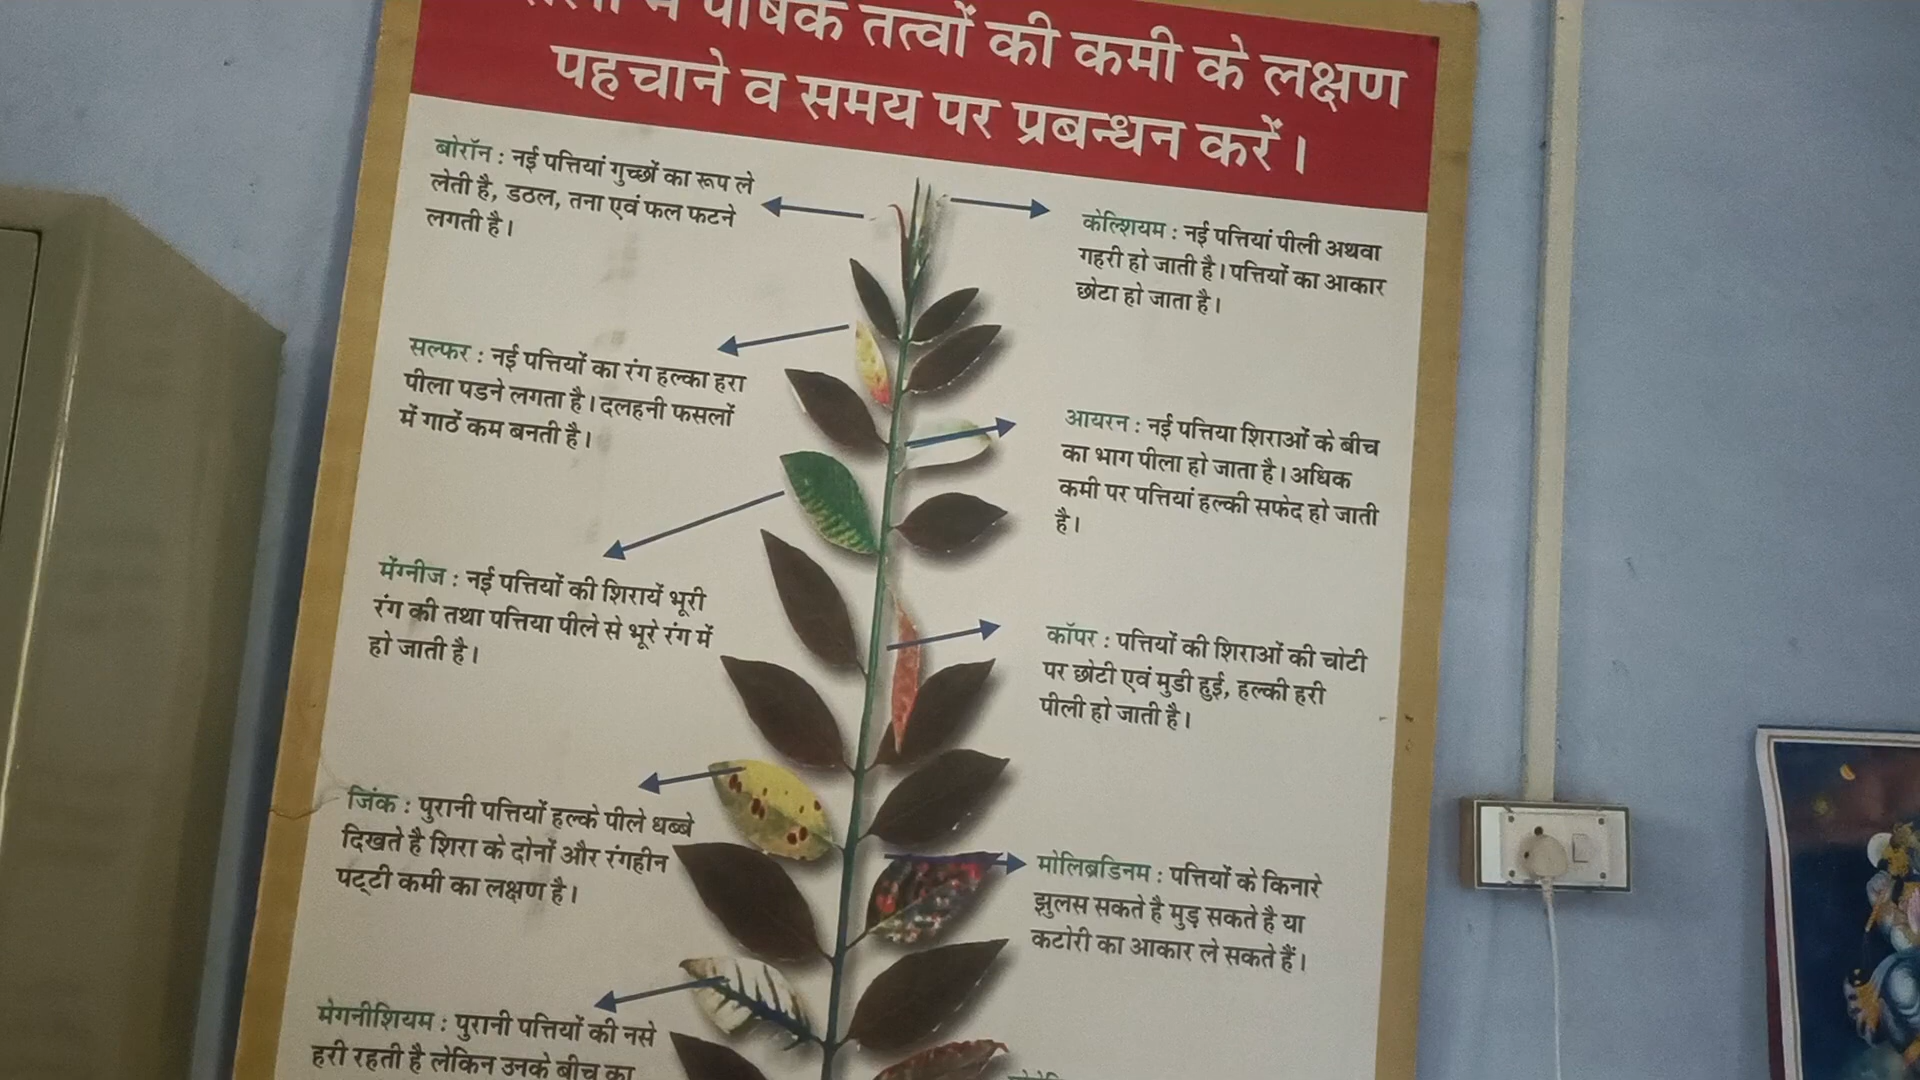 पोषक तत्वों की कमी के लक्षण
पहचाने व समय पर प्रबन्धन करें।
बोरॉन : नई पत्तियां गुच्छों का रूप ले
लेती है, डठल, तना एवं फल फटने
लगती है।
केल्शियम : नई पत्तियां पीली अथवा
गहरी हो जाती है। पत्तियों का आकार
छोटा हो जाता है।
सल्फर : नई पत्तियों का रंग हल्का हरा
पीला पडने लगता है। दलहनी फसलों
में गाठें कम बनती है।
आयरन : नई पत्तिया शिराओं के बीच
का भाग पीला हो जाता है। अधिक
कमी पर पत्तियां हल्की सफेद हो जाती
है।
मेंग्नीज : नई पत्तियों की शिरायें भूरी
रंग की तथा पत्तिया पीले से भूरे रंग में
हो जाती है।
कॉपर : पत्तियों की शिराओं की चोटी
पर छोटी एवं मुडी हुई, हल्की हरी
पीली हो जाती है।
जिंक : पुरानी पत्तियों हल्के पीले धब्बे
दिखते है शिरा के दोनों और रंगहीन
पट्टी कमी का लक्षण है।
मोलिब्रडिनम : पत्तियों के किनारे
झुलस सकते है मुड़ सकते है या
कटोरी का आकार ले सकते हैं।
मेगनीशियम : पुरानी पत्तियों की नसे
हरी रहती है लेकिन उनके बीच का